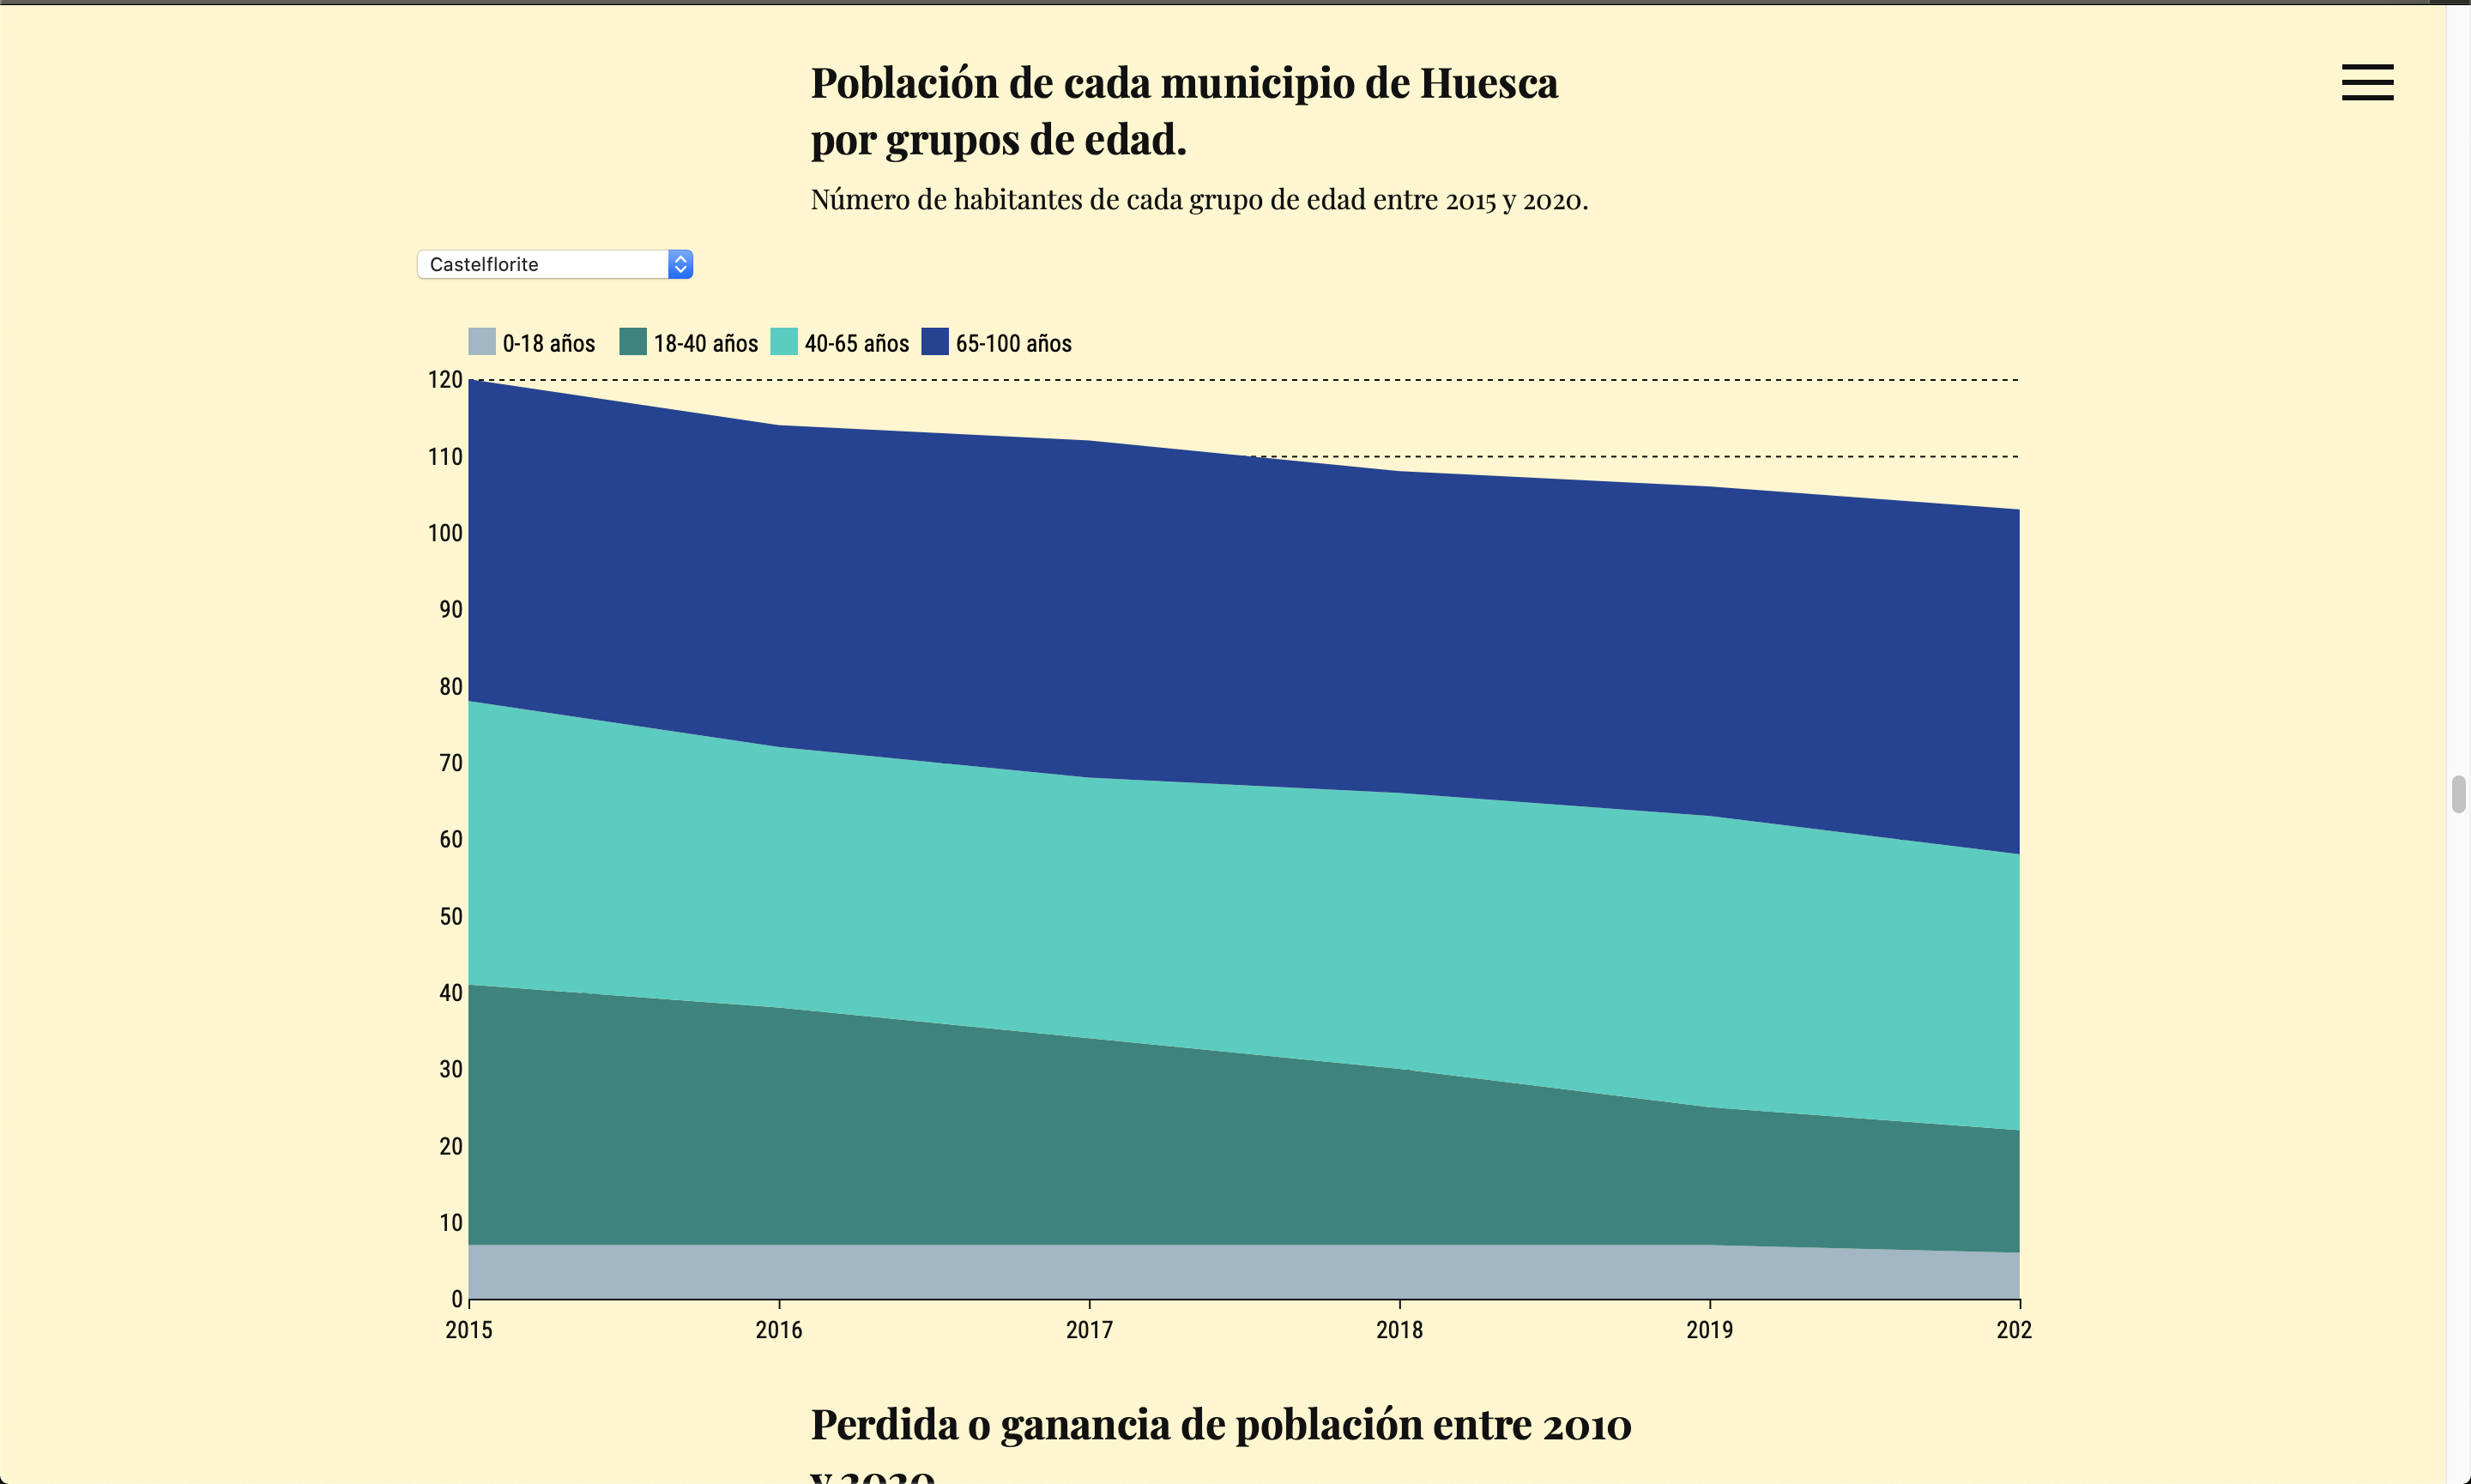 Población de cada municipio de Huesca
por grupos de edad.
Número de habitantes de cada grupo de edad entre 2015 y 2020.
Castelflorite
0-18 años 18-40 años 40-65 años 65-100 años
120
110
100
90
80
70
60
50
40
30
20
10
0
2015 2016 2017 2018 2019 202
Perdida o ganancia de población entre 2010
y 2020